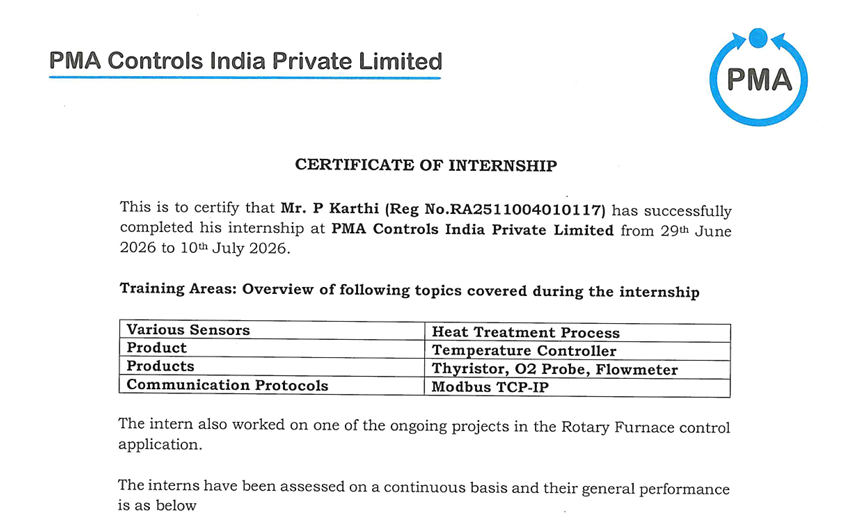 PMA Controls India Private Limited
PMA
CERTIFICATE OF INTERNSHIP
This is to certify that Mr. P Karthi (Reg No.RA2511004010117) has successfully
completed his internship at PMA Controls India Private Limited from 29th June
2026 to 10th July 2026.
Training Areas: Overview of following topics covered during the internship
Various Sensors Heat Treatment Process
Product Temperature Controller
Products Thyristor, O2 Probe, Flowmeter
Communication Protocols Modbus TCP-IP
The intern also worked on one of the ongoing projects in the Rotary Furnace control
application.
The interns have been assessed on a continuous basis and their general performance
is as below